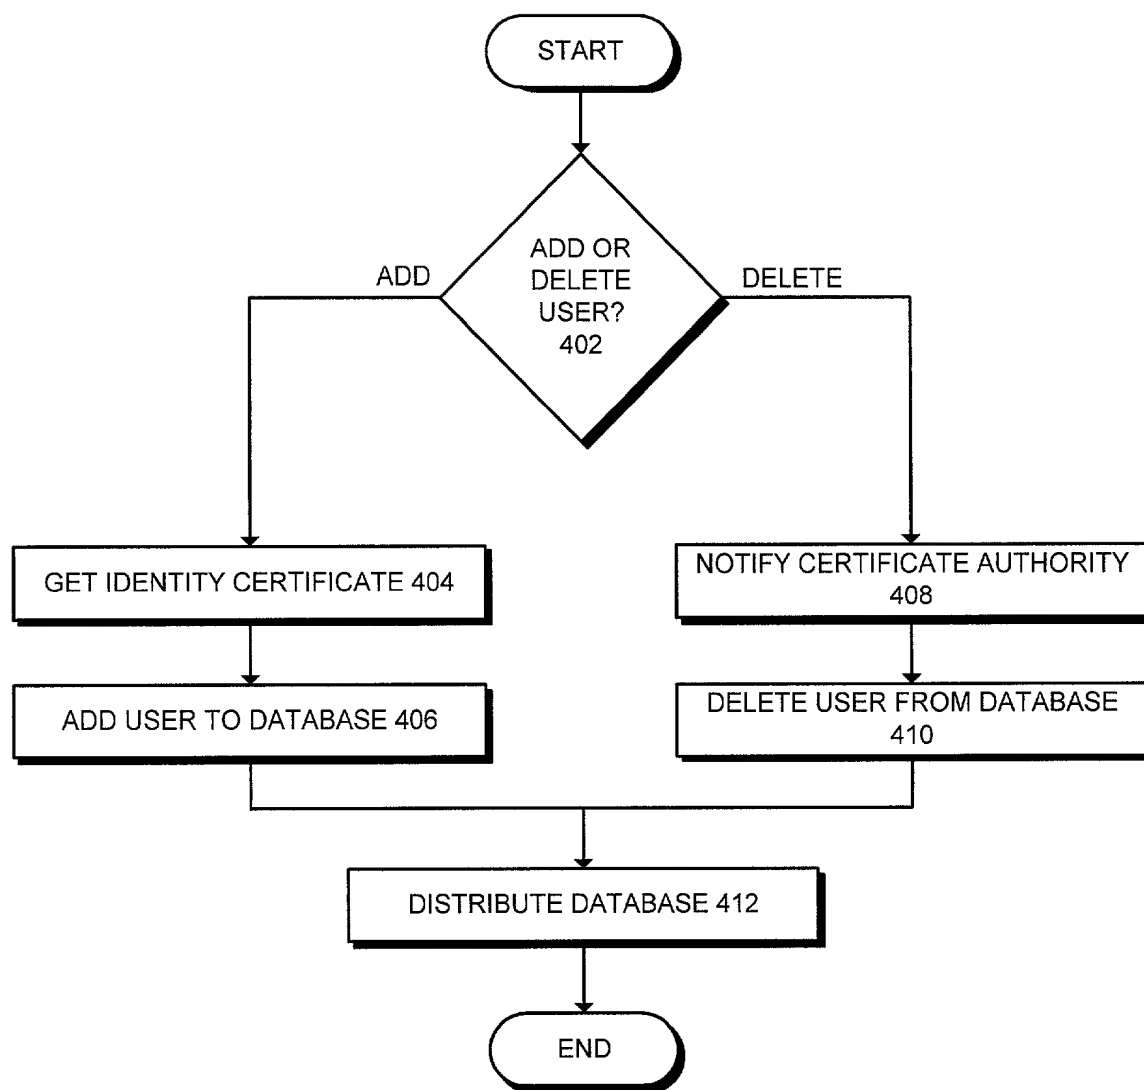 START
ADD OR
DELETE
USER?
402
ADD
DELETE
GET IDENTITY CERTIFICATE 404
ADD USER TO DATABASE 406
NOTIFY CERTIFICATE AUTHORITY
408
DELETE USER FROM DATABASE
410
DISTRIBUTE DATABASE 412
END